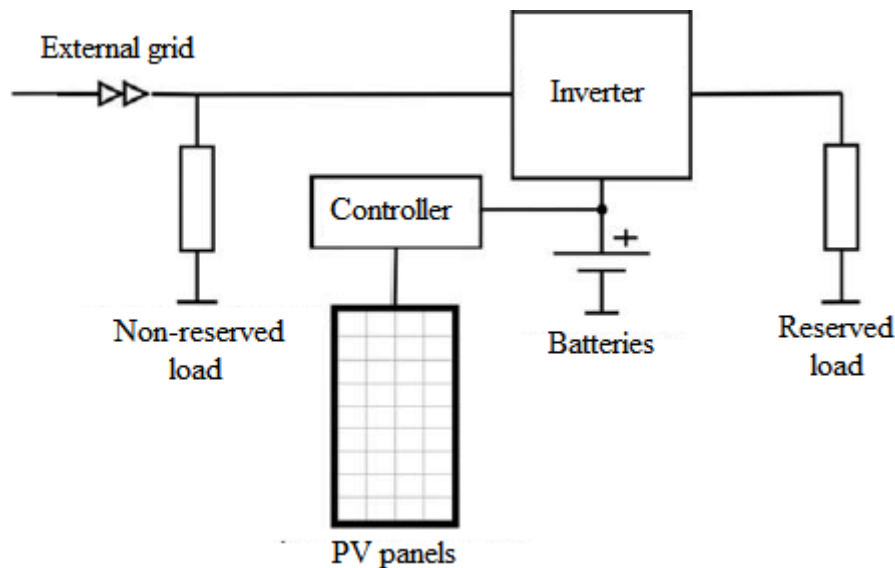 External grid
Inverter
Controller
+
Non-reserved
load
Batteries
Reserved
load
PV panels